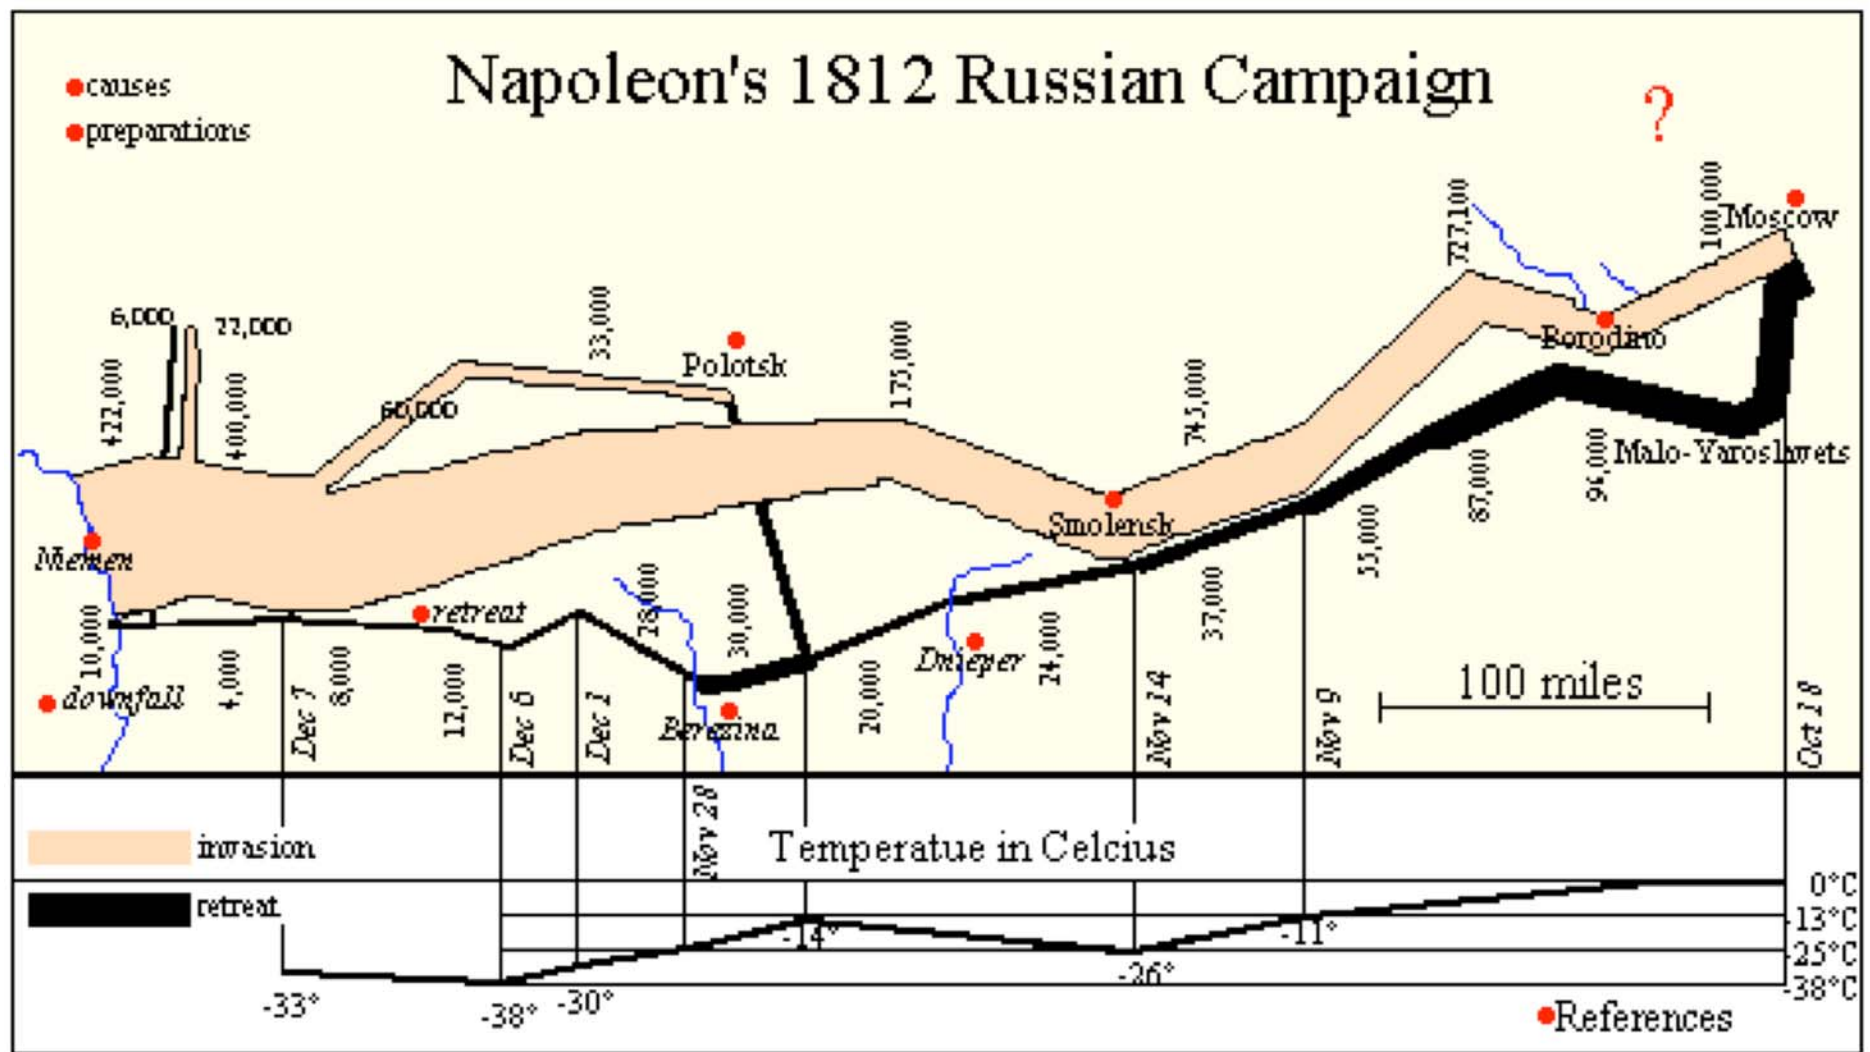 Napoleon's 1812 Russian Campaign
causes
preparations
?
Moscow
100,000
727,100
Borodino
6,000
22,000
33,000
Polotsk
175,000
422,000
400,000
60,000
745,000
Malo-Yaroslavets
94,000
87,000
55,000
Smolensk
Niemen
10,000
retreat
28,000
30,000
Dnieper
24,000
37,000
downfall
4,000
8,000
12,000
Berezina
20,000
100 miles
Dec 7
Dec 6
Dec 1
Nov 28
Nov 14
Nov 9
Oct 18
invasion
Temperatue in Celcius
retreat
0°C
-13°C
-25°C
-38°C
-14°
-11°
-26°
-33°
-38°
-30°
References